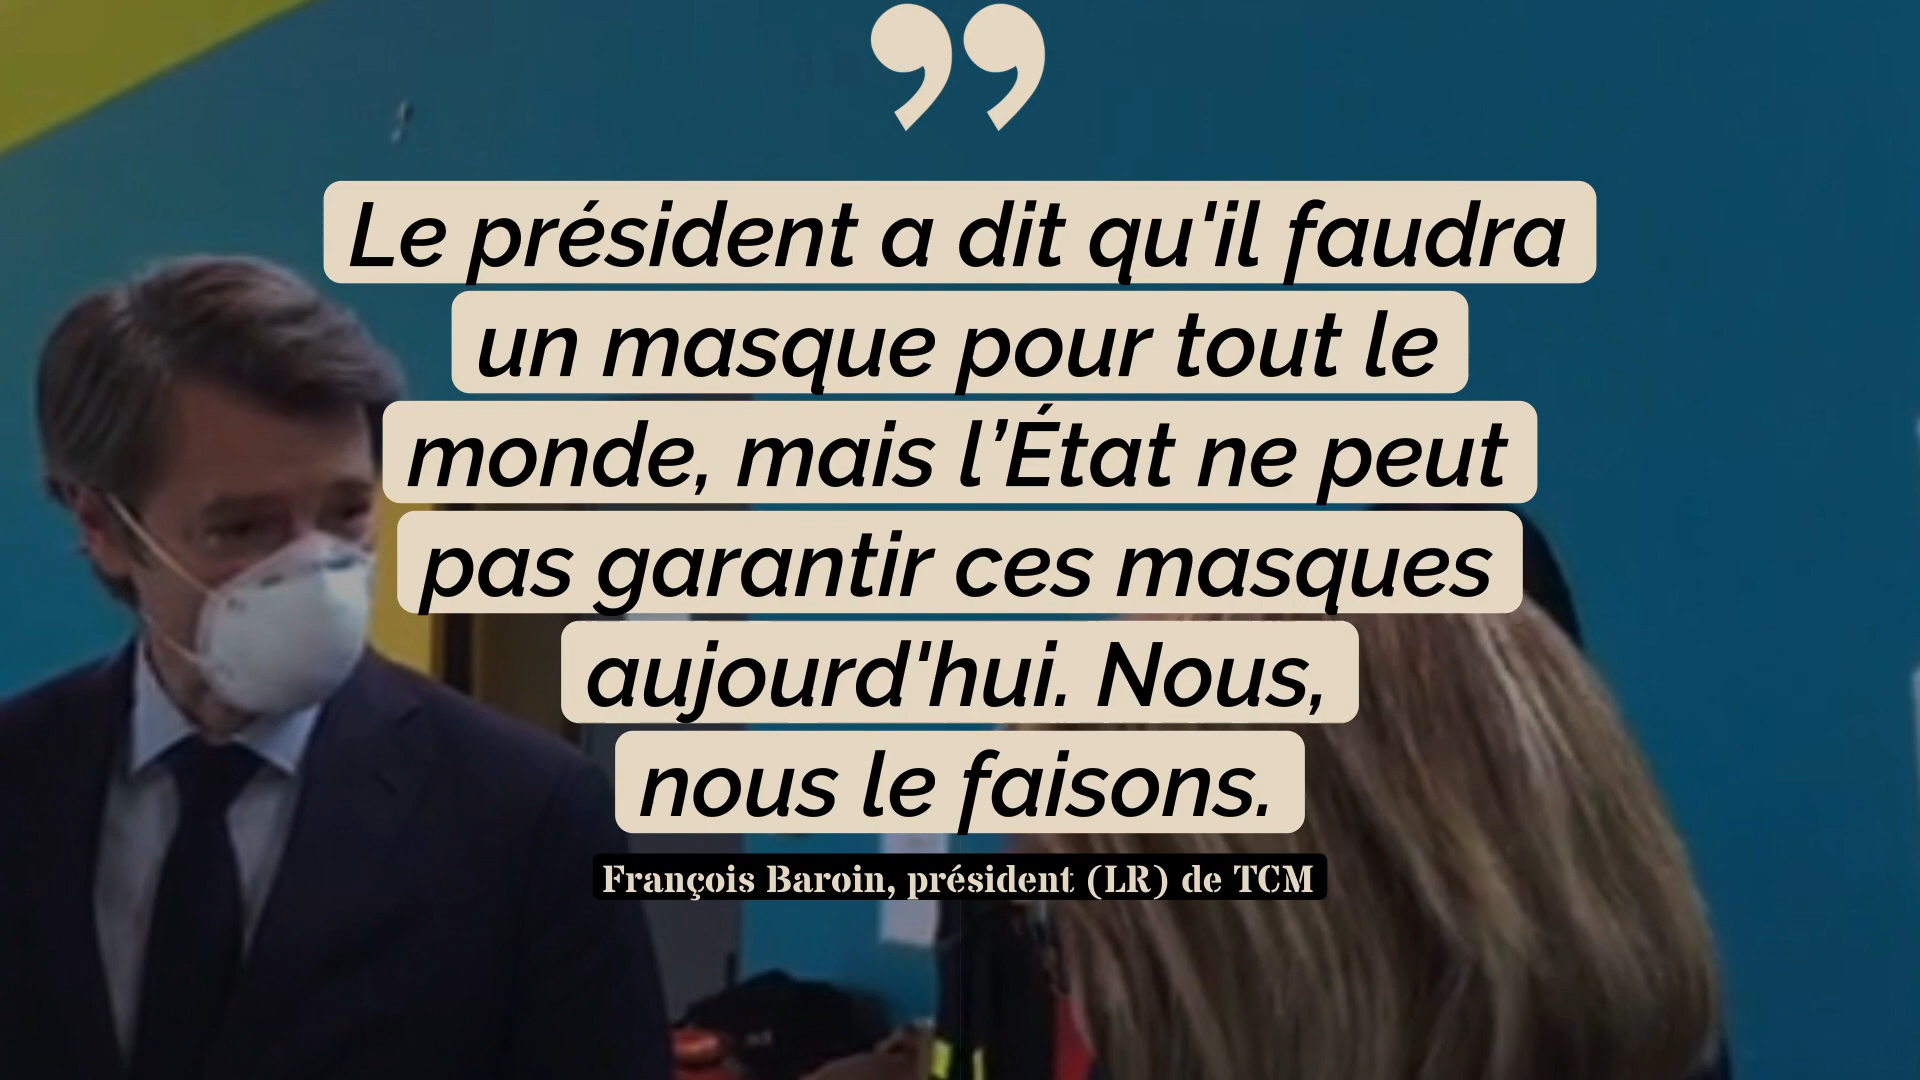 ”
Le président a dit qu'il faudra
un masque pour tout le
monde, mais l’État ne peut
pas garantir ces masques
aujourd'hui. Nous,
nous le faisons.
François Baroin, président (LR) de TCM